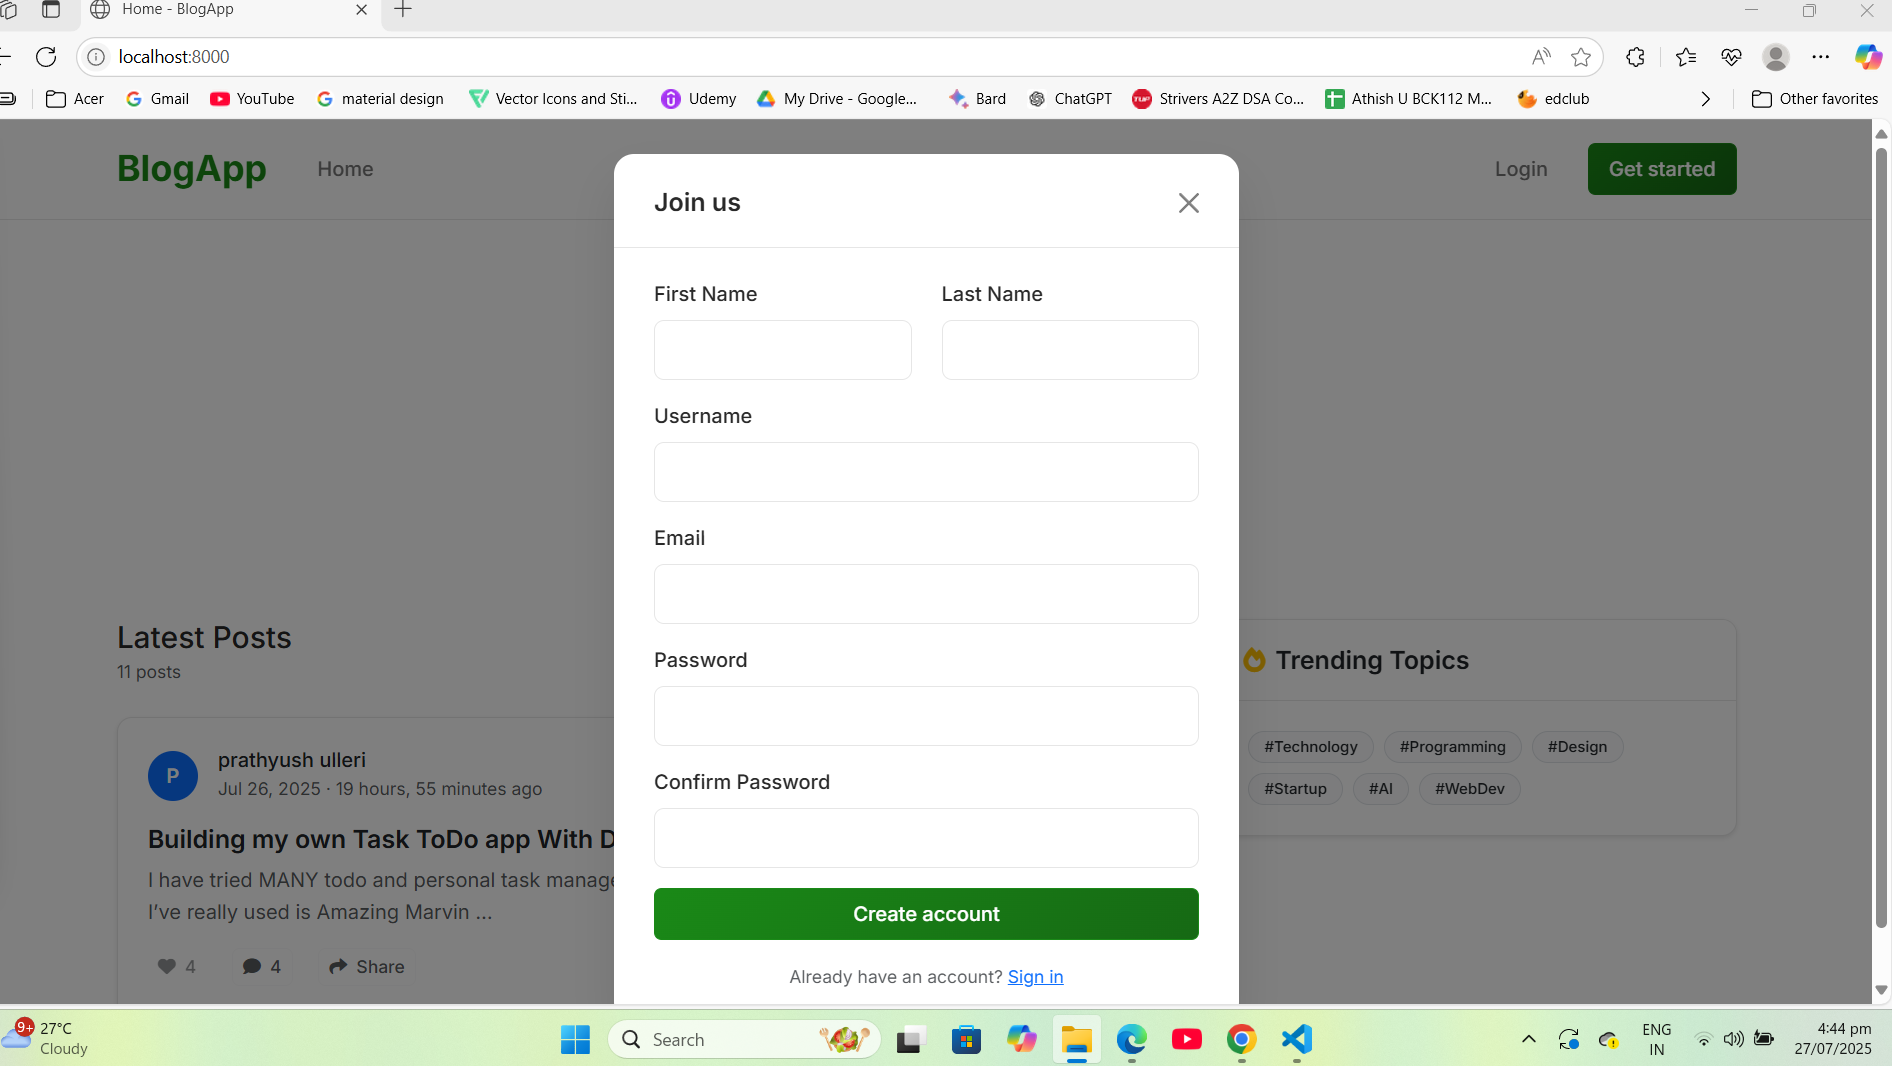 Home - BlogApp
localhost:8000
Acer Gmail YouTube material design Vector Icons and Sti... Udemy My Drive - Google... Bard ChatGPT Strivers A2Z DSA Co... Athish U BCK112 M... edclub Other favorites
BlogApp Home Login Get started
Join us
First Name Last Name
Username
Email
Password
Confirm Password
Create account
Already have an account? Sign in
Latest Posts
11 posts
P
prathyush ulleri
Jul 26, 2025 · 19 hours, 55 minutes ago
Building my own Task ToDo app With D
I have tried MANY todo and personal task manage
I've really used is Amazing Marvin ...
4 4 Share
Trending Topics
#Technology #Programming #Design
#Startup #AI #WebDev
9+ 27°C
Cloudy
Search
ENG
IN
4:44 pm
27/07/2025